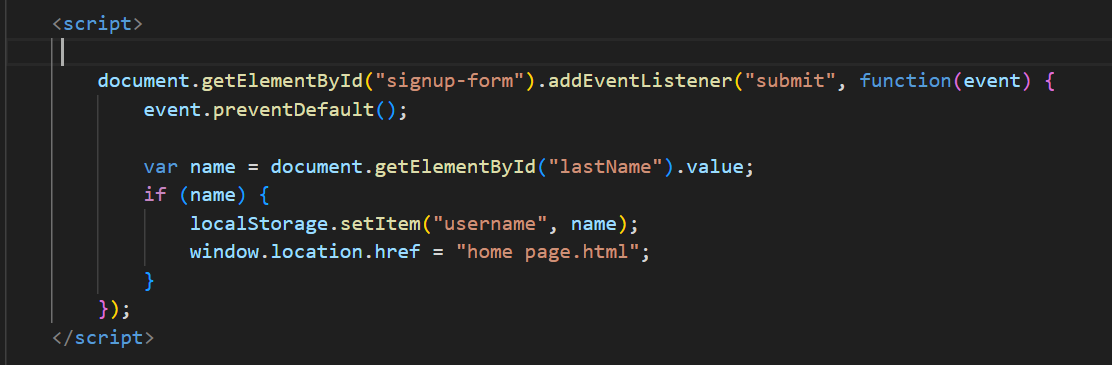 <script>
document.getElementById("signup-form").addEventListener("submit", function(event) {
event.preventDefault();
var name = document.getElementById("lastName").value;
if (name) {
localStorage.setItem("username", name);
window.location.href = "home page.html";
}
});
</script>